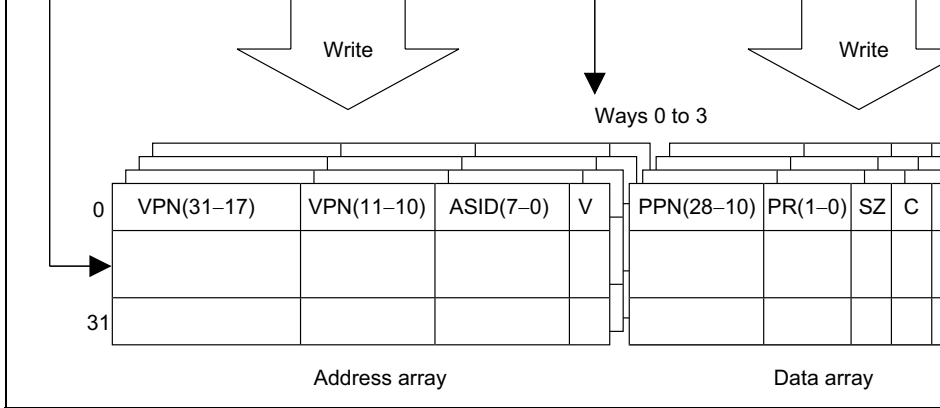 Write Write
Ways 0 to 3
0 VPN(31–17) VPN(11–10) ASID(7–0) V PPN(28–10) PR(1–0) SZ C
31
Address array Data array